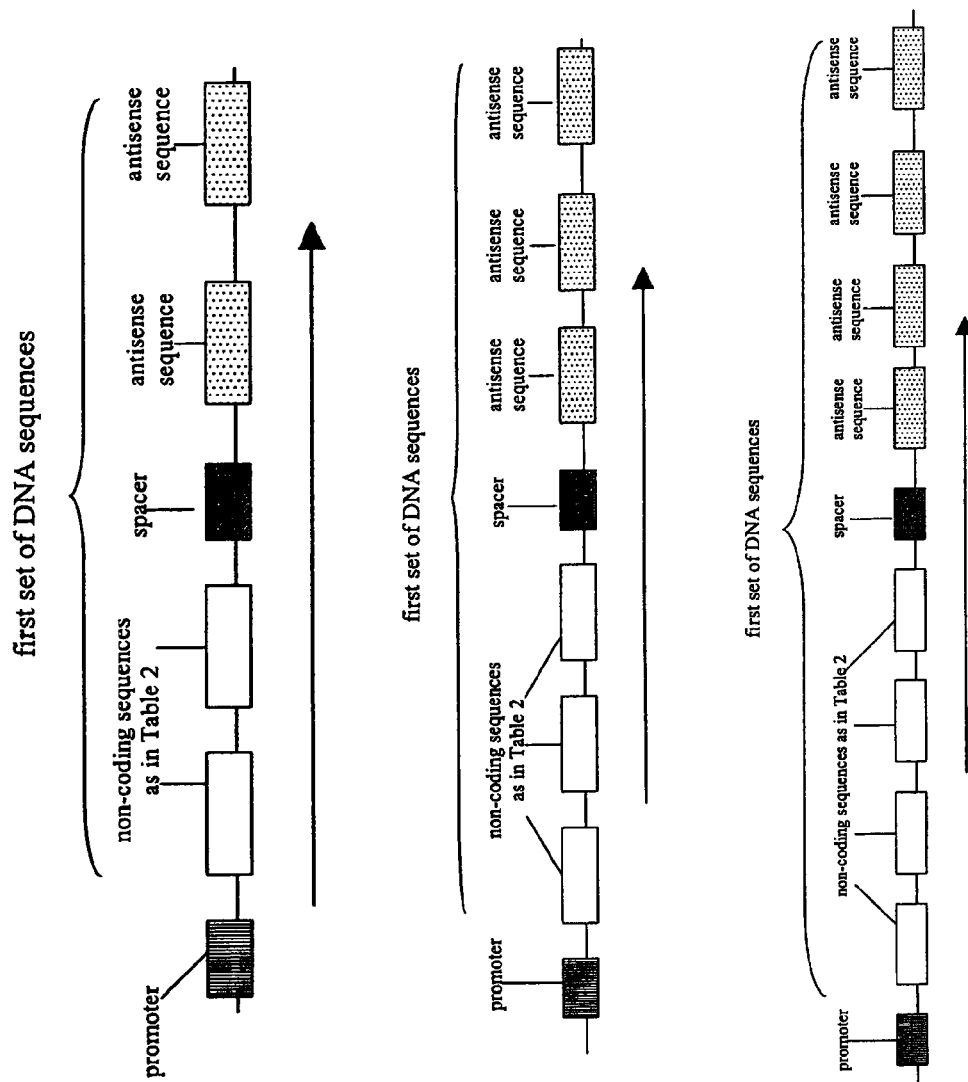 first set of DNA sequences
promoter
non-coding sequences
as in Table 2
spacer
antisense
sequence
antisense
sequence
first set of DNA sequences
promoter
non-coding sequences
as in Table 2
spacer
antisense
sequence
antisense
sequence
antisense
sequence
first set of DNA sequences
promoter
non-coding sequences as in Table 2
spacer
antisense
sequence
antisense
sequence
antisense
sequence
antisense
sequence